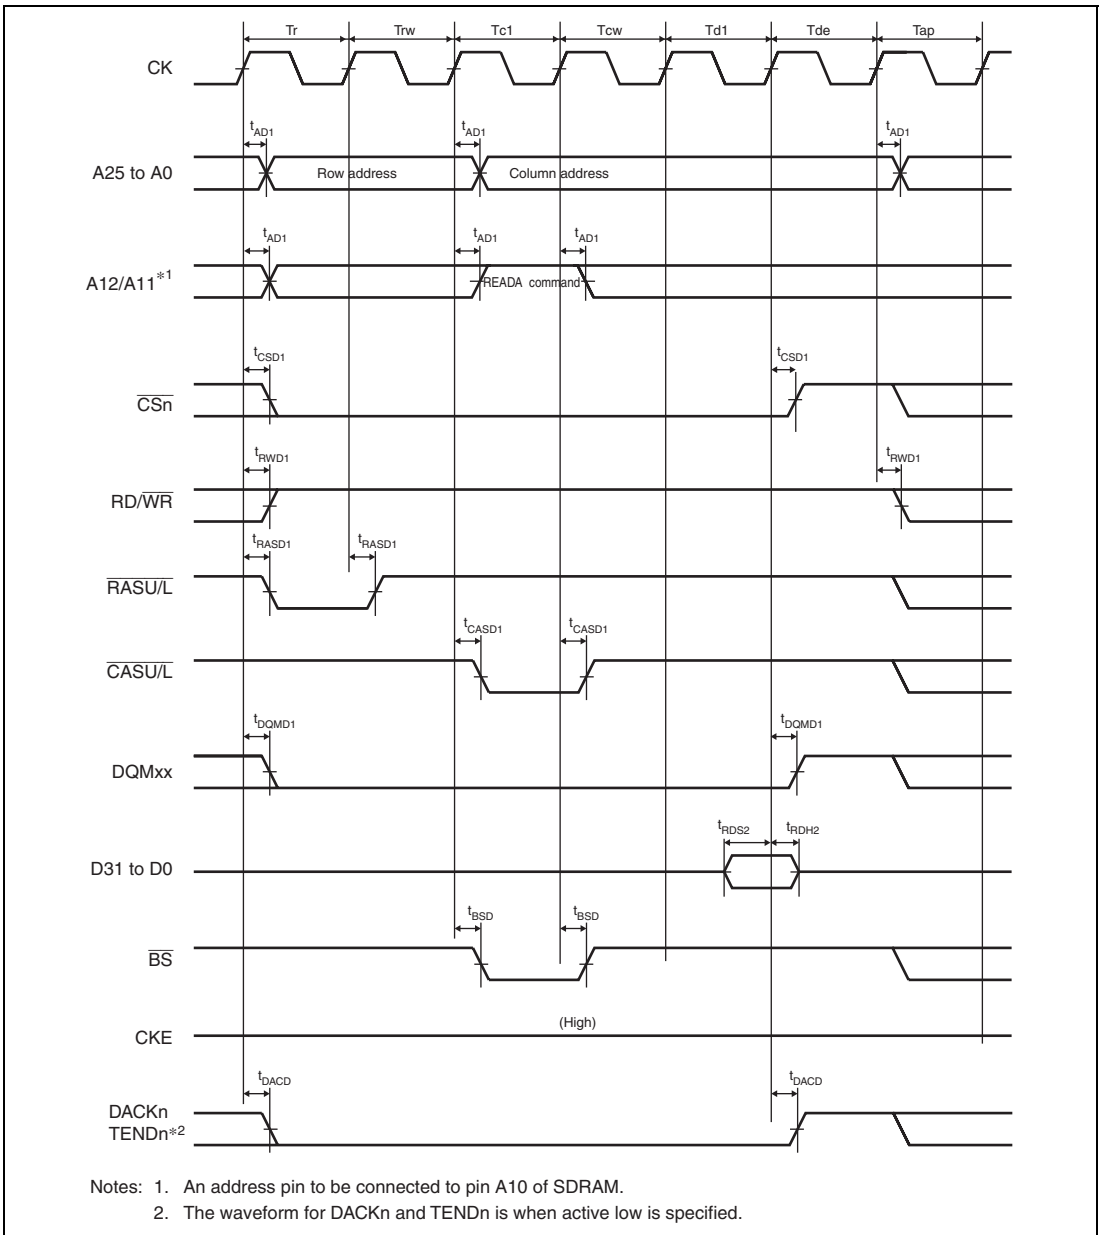 Tr Trw Tc1 Tcw Td1 Tde Tap
CK
tAD1 tAD1 tAD1
A25 to A0 Row address Column address
tAD1 tAD1 tAD1
A12/A11*1 READA command
tCSD1 tCSD1
CSn
tRWD1 tRWD1
RD/WR
tRASD1 tRASD1
RASU/L
tCASD1 tCASD1
CASU/L
tDQMD1 tDQMD1
DQMxx
tRDS2 tRDH2
D31 to D0
tBSD tBSD
BS
(High)
CKE
tDACD tDACD
DACKn
TENDn*2
Notes: 1. An address pin to be connected to pin A10 of SDRAM.
2. The waveform for DACKn and TENDn is when active low is specified.